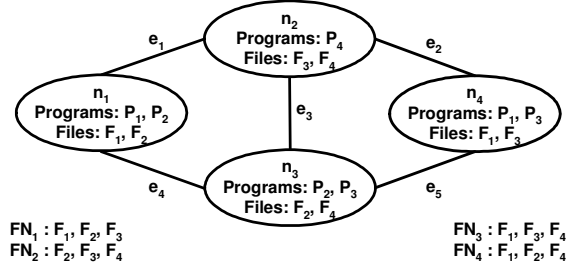 n₂
Programs: P₄
Files: F₃, F₄
e₁
e₂
n₁
Programs: P₁, P₂
Files: F₁, F₂
e₃
n₄
Programs: P₁, P₃
Files: F₁, F₃
n₃
Programs: P₂, P₃
Files: F₂, F₄
e₄
e₅
FN₁ : F₁, F₂, F₃
FN₂ : F₂, F₃, F₄
FN₃ : F₁, F₃, F₄
FN₄ : F₁, F₂, F₄